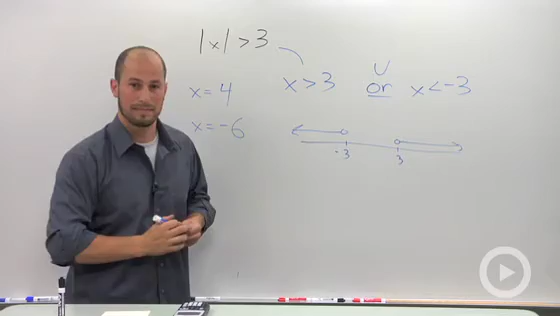 |x| > 3
x = 4
x > 3 ∪ or x < -3
x = -6
-3 3